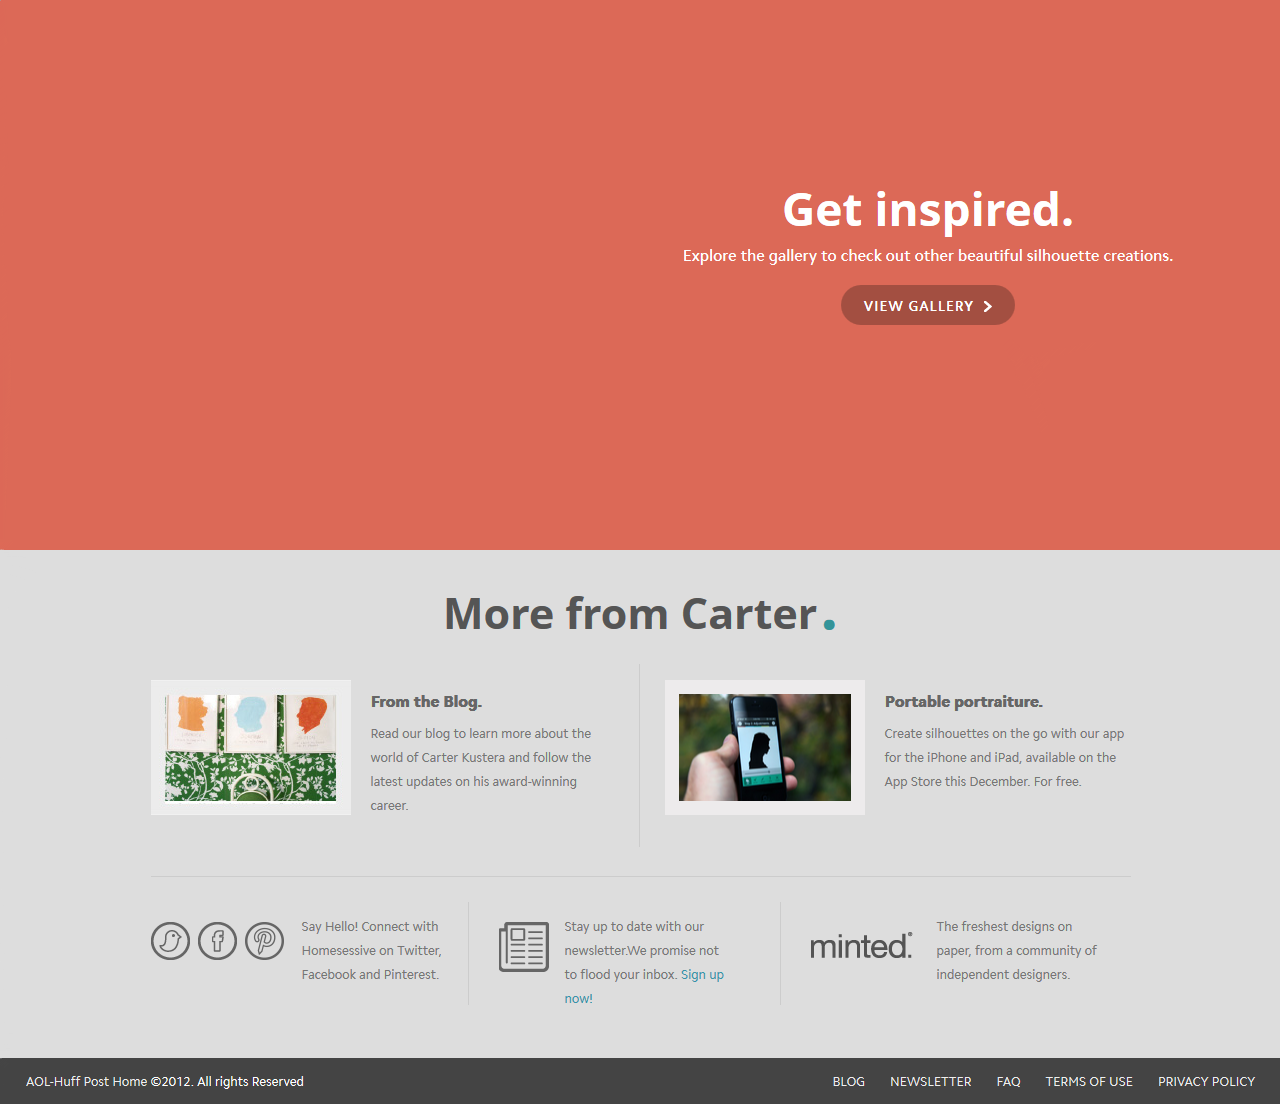 Get inspired.
Explore the gallery to check out other beautiful silhouette creations.
VIEW GALLERY
More from Carter.
From the Blog.
Read our blog to learn more about the
world of Carter Kustera and follow the
latest updates on his award-winning
career.
Portable portraiture.
Create silhouettes on the go with our app
for the iPhone and iPad, available on the
App Store this December. For free.
Say Hello! Connect with
Homesessive on Twitter,
Facebook and Pinterest.
Stay up to date with our
newsletter.We promise not
to flood your inbox. Sign up
now!
minted.
The freshest designs on
paper, from a community of
independent designers.
AOL-Huff Post Home ©2012. All rights Reserved
BLOG NEWSLETTER FAQ TERMS OF USE PRIVACY POLICY